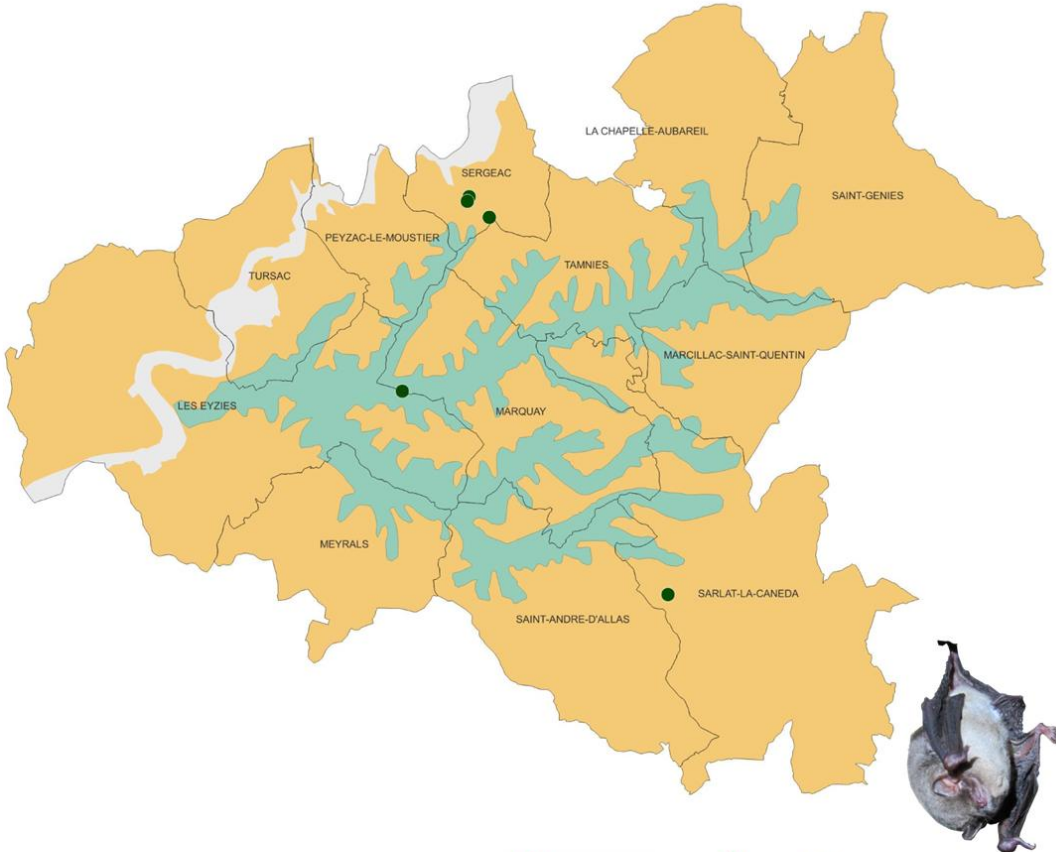 LA CHAPELLE-AUBAREIL
SERGEAC
SAINT-GENIES
PEYZAC-LE-MOUSTIER
TAMNIES
TURSAC
MARCILLAC-SAINT-QUENTIN
LES EYZIES
MARQUAY
MEYRALS
SARLAT-LA-CANEDA
SAINT-ANDRE-D'ALLAS